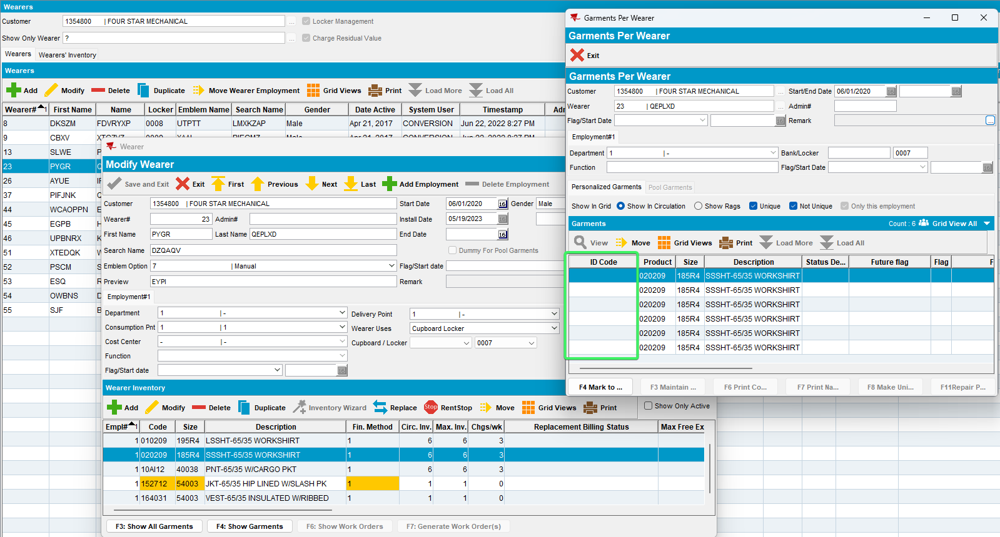 Wearers
Customer 1354800 | FOUR STAR MECHANICAL ... Locker Management
Show Only Wearer ? ... Charge Residual Value
Wearers Wearers' Inventory
Wearers
Add Modify Delete Duplicate Move Wearer Employment Grid Views Print Load More Load All
Wearer# 1 First Name Name Locker Emblem Name Search Name Gender Date Active System User Timestamp Adm
8 DKSZM FDVRYXP 0008 UTPTT LMXKZAP Male Apr 21, 2017 CONVERSION Jun 22, 2022 8:27 PM
9 CBXV
13 SLWE P
23 PYGR
26 AYUE
37 PIFJNK
44 WCAOPPN
45 EGPB
46 UPBNRX
51 XTEDQK
52 PSCM
53 ESQ
54 OWBNS
55 SJF
Wearer
Modify Wearer
Save and Exit Exit First Previous Next Last Add Employment Delete Employment
Customer 1354800 | FOUR STAR MECHANICAL Start Date 06/01/2020 16 Gender Male
Wearer# 23 Admin# Install Date 05/19/2023 16
First Name PYGR Last Name QEPLXD End Date 16
Search Name DZQAQV Dummy For Pool Garments
Emblem Option 7 | Manual Flag/Start date
Preview EYPI Remark
Employment#1
Department 1 | - Delivery Point 1 | -
Consumption Pnt 1 | 1 Wearer Uses Cupboard Locker
Cost Center - | - Cupboard / Locker 0007
Function
Flag/Start date 16
Wearer Inventory
Add Modify Delete Duplicate Inventory Wizard Replace Stop RentStop Move Grid Views Print Show Only Active
Empl# 1 Code Size Description Fin. Method Circ. Inv. Max. Inv. Chgs/wk Replacement Billing Status Max Free Ex
1 010209 195R4 LSSHT-65/35 WORKSHIRT 1 6 6 3
1 020209 185R4 SSSHT-65/35 WORKSHIRT 1 6 6 3
1 10AI12 40038 PNT-65/35 W/CARGO PKT 1 6 6 3
1 152712 54003 JKT-65/35 HIP LINED W/SLASH PK 1 1 1 0
1 164031 54003 VEST-65/35 INSULATED W/RIBBED 1 1 1 0
F3: Show All Garments F4: Show Garments F6: Show Work Orders F7: Generate Work Order(s)
Garments Per Wearer
Garments Per Wearer
Exit
Garments Per Wearer
Customer 1354800 | FOUR STAR MECHANICAL ... Start/End Date 06/01/2020 16 16
Wearer 23 | QEPLXD ... Admin#
Flag/Start Date 16 Remark ...
Employment#1
Department 1 | - Bank/Locker 0007
Function Flag/Start Date 16
Personalized Garments Pool Garments
Show In Grid Show In Circulation Show Rags Unique Not Unique Only this employment
Garments Count : 6 Grid View All
View Move Grid Views Print Load More Load All
ID Code Product Size Description Status De... Future flag Flag F
020209 185R4 SSSHT-65/35 WORKSHIRT
020209 185R4 SSSHT-65/35 WORKSHIRT
020209 185R4 SSSHT-65/35 WORKSHIRT
020209 185R4 SSSHT-65/35 WORKSHIRT
020209 185R4 SSSHT-65/35 WORKSHIRT
020209 185R4 SSSHT-65/35 WORKSHIRT
F4 Mark to ... F3 Maintain ... F6 Print Co... F7 Print Na... F8 Make Uni... F11Repair P...